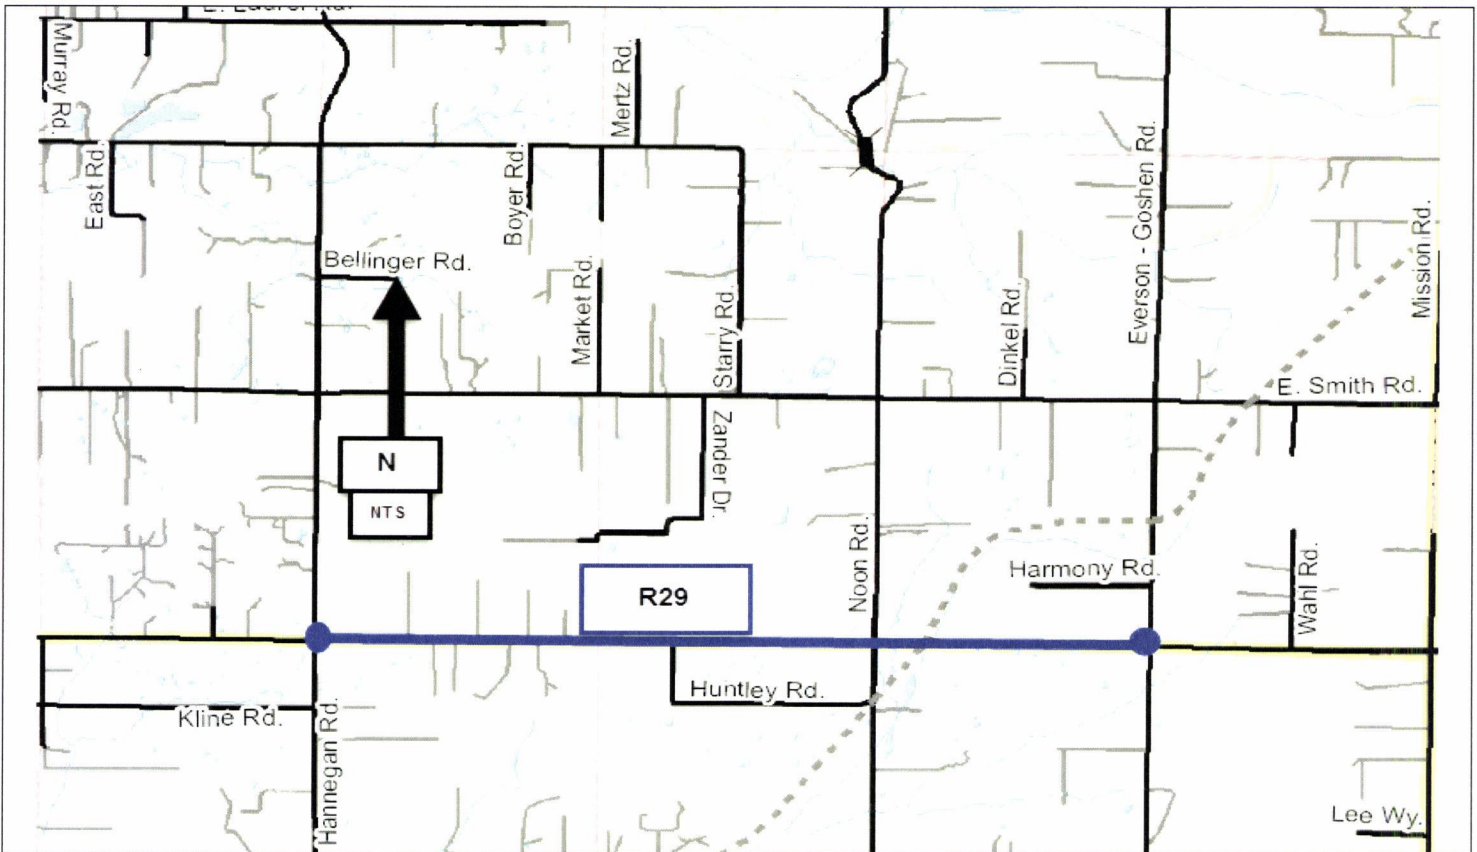 E. Laurel Rd.
Murray Rd.
Mertz Rd.
East Rd.
Boyer Rd.
Everson - Goshen Rd.
Bellinger Rd.
Market Rd.
Starry Rd.
Dinkel Rd.
Mission Rd.
E. Smith Rd.
Zander Dr.
N
NTS
Noon Rd.
Harmony Rd.
Wahl Rd.
R29
Huntley Rd.
Kline Rd.
Hannegan Rd.
Lee Wy.